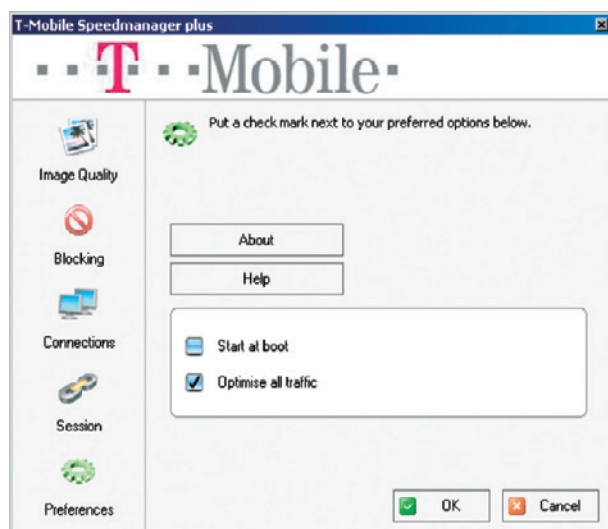 T-Mobile Speedmanager plus
T Mobile
Put a check mark next to your preferred options below.
Image Quality
Blocking
Connections
Session
Preferences
About
Help
Start at boot
Optimise all traffic
OK
Cancel